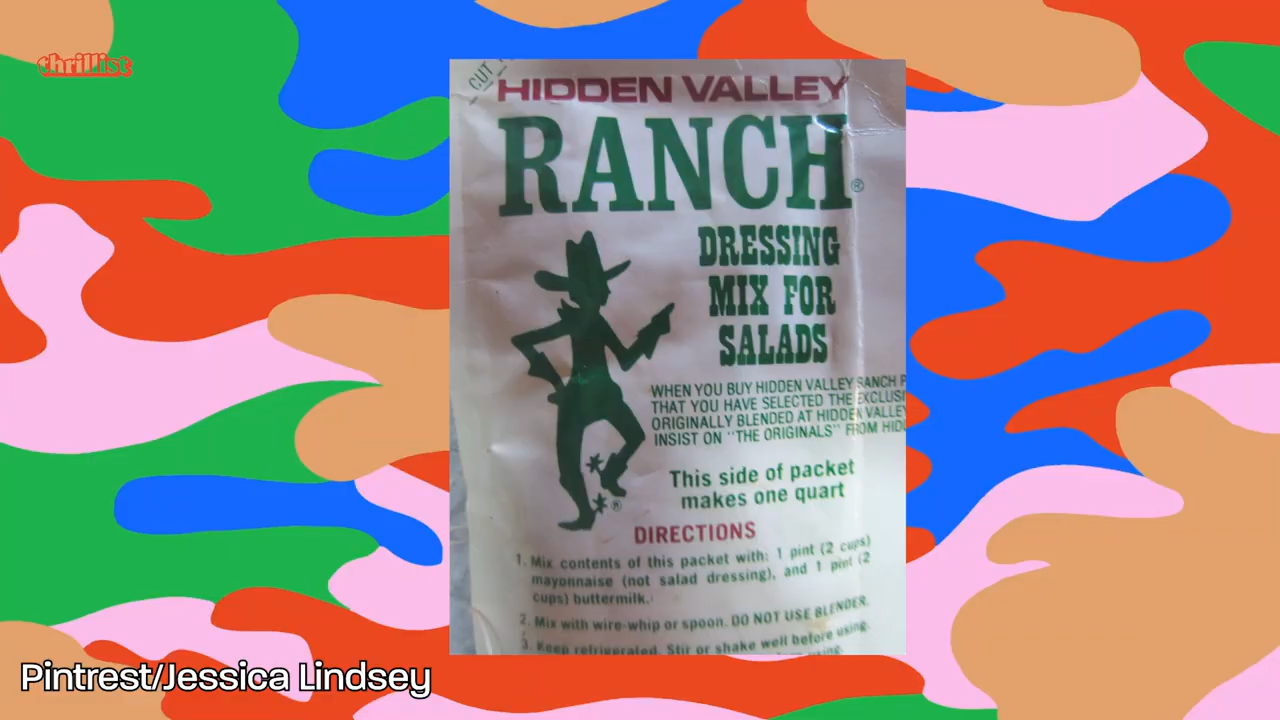 thrillist
CUT
HIDDEN VALLEY
RANCH®
DRESSING
MIX FOR
SALADS
WHEN YOU BUY HIDDEN VALLEY RANCH
THAT YOU HAVE SELECTED THE
ORIGINALLY BLENDED AT HIDDEN VALLEY
INSIST ON "THE ORIGINALS" FROM
This side of packet
makes one quart
®
DIRECTIONS
1. Mix contents of this packet with: 1 pint (2 cups)
mayonnaise (not salad dressing), and 1 pint (2
cups) buttermilk.
2. Mix with wire-whip or spoon. DO NOT USE BLENDER.
3. Keep refrigerated. Stir or shake well before using.
Pintrest/Jessica Lindsey